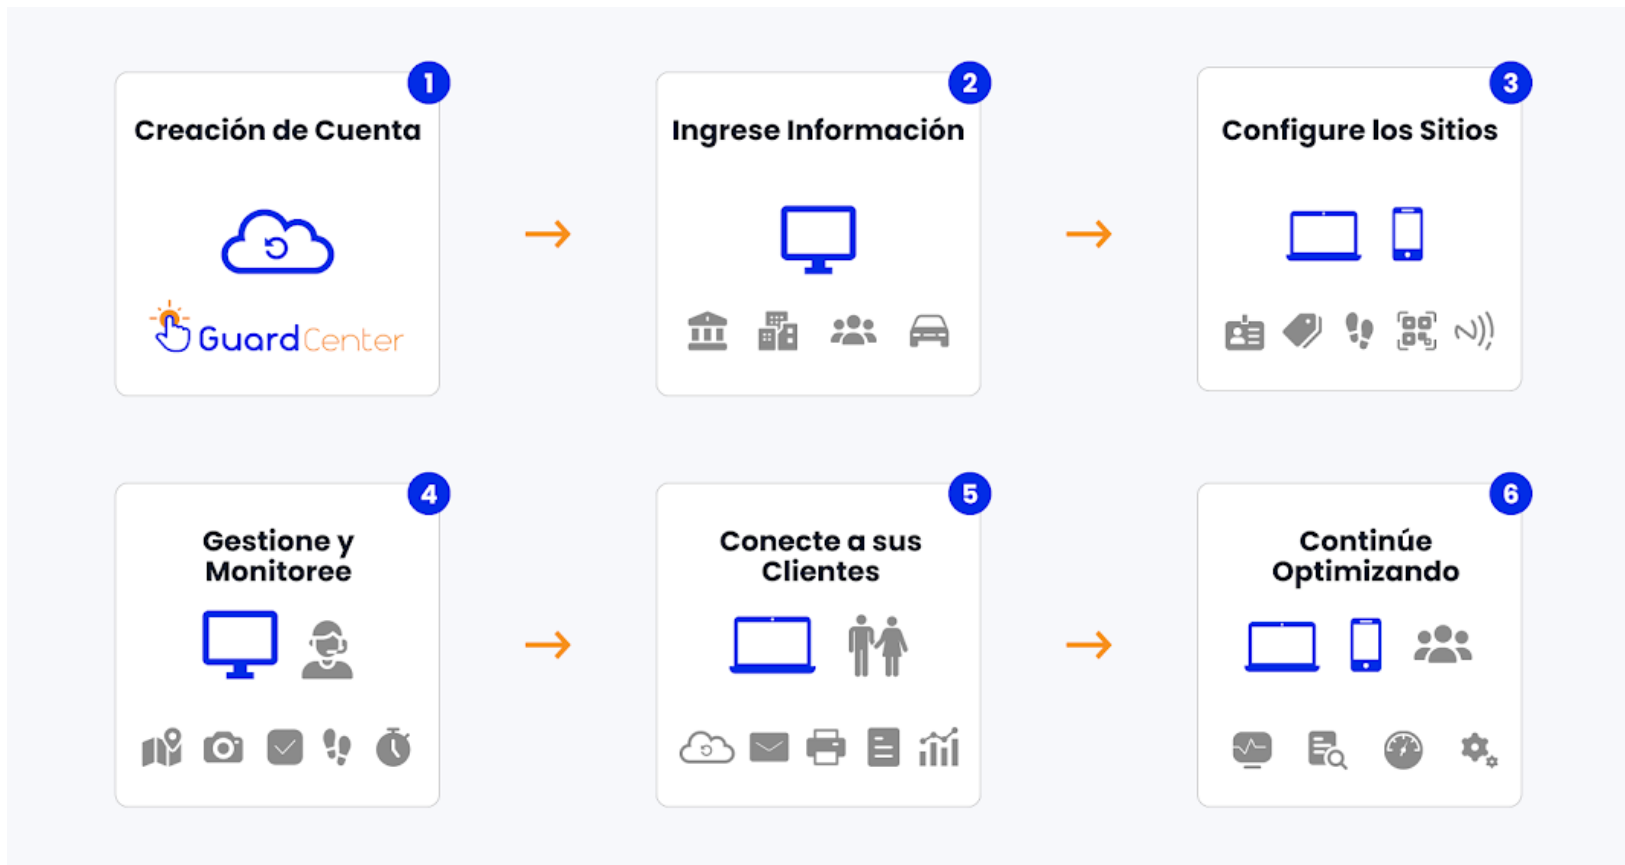 1
Creación de Cuenta
GuardCenter
2
Ingrese Información
3
Configure los Sitios
4
Gestione y
Monitoree
5
Conecte a sus
Clientes
6
Continúe
Optimizando